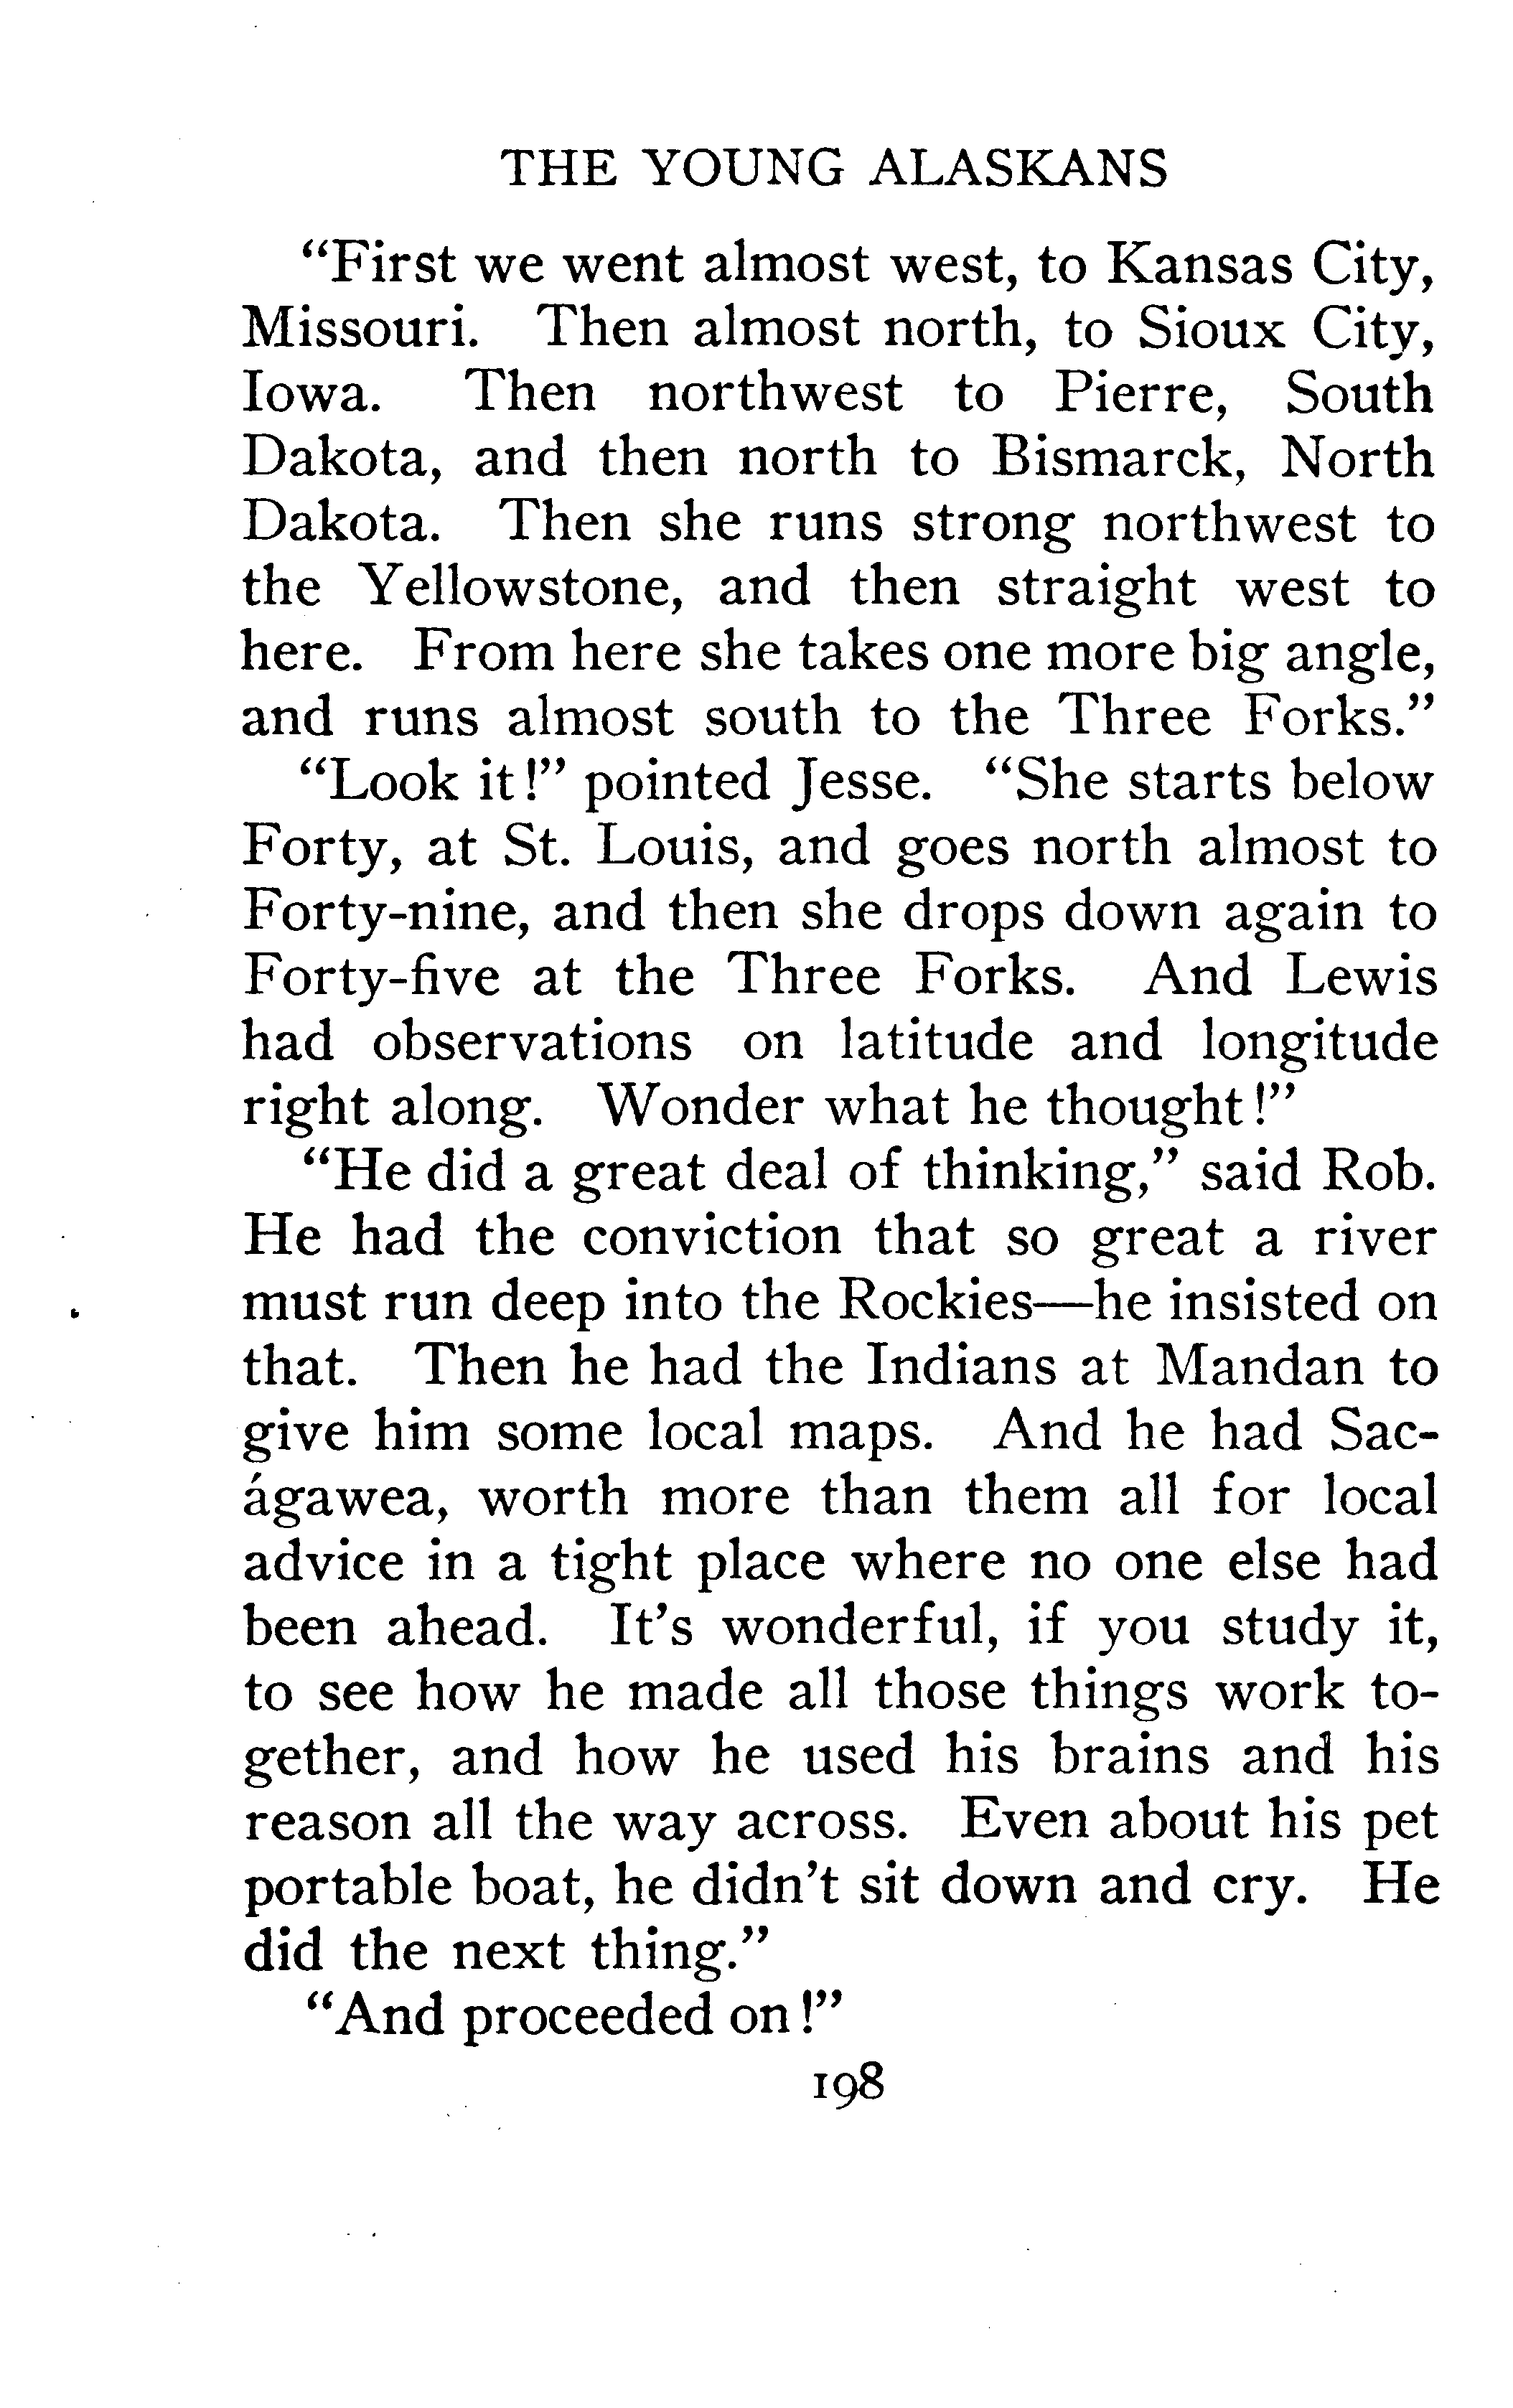 THE YOUNG ALASKANS
“First we went almost west, to Kansas City,
Missouri. Then almost north, to Sioux City,
Iowa. Then northwest to Pierre, South
Dakota, and then north to Bismarck, North
Dakota. Then she runs strong northwest to
the Yellowstone, and then straight west to
here. From here she takes one more big angle,
and runs almost south to the Three Forks.”
“Look it!” pointed Jesse. “She starts below
Forty, at St. Louis, and goes north almost to
Forty-nine, and then she drops down again to
Forty-five at the Three Forks. And Lewis
had observations on latitude and longitude
right along. Wonder what he thought!”
“He did a great deal of thinking,” said Rob.
He had the conviction that so great a river
must run deep into the Rockies—he insisted on
that. Then he had the Indians at Mandan to
give him some local maps. And he had Sac-
ágawea, worth more than them all for local
advice in a tight place where no one else had
been ahead. It’s wonderful, if you study it,
to see how he made all those things work to-
gether, and how he used his brains and his
reason all the way across. Even about his pet
portable boat, he didn’t sit down and cry. He
did the next thing.”
“And proceeded on!”
198